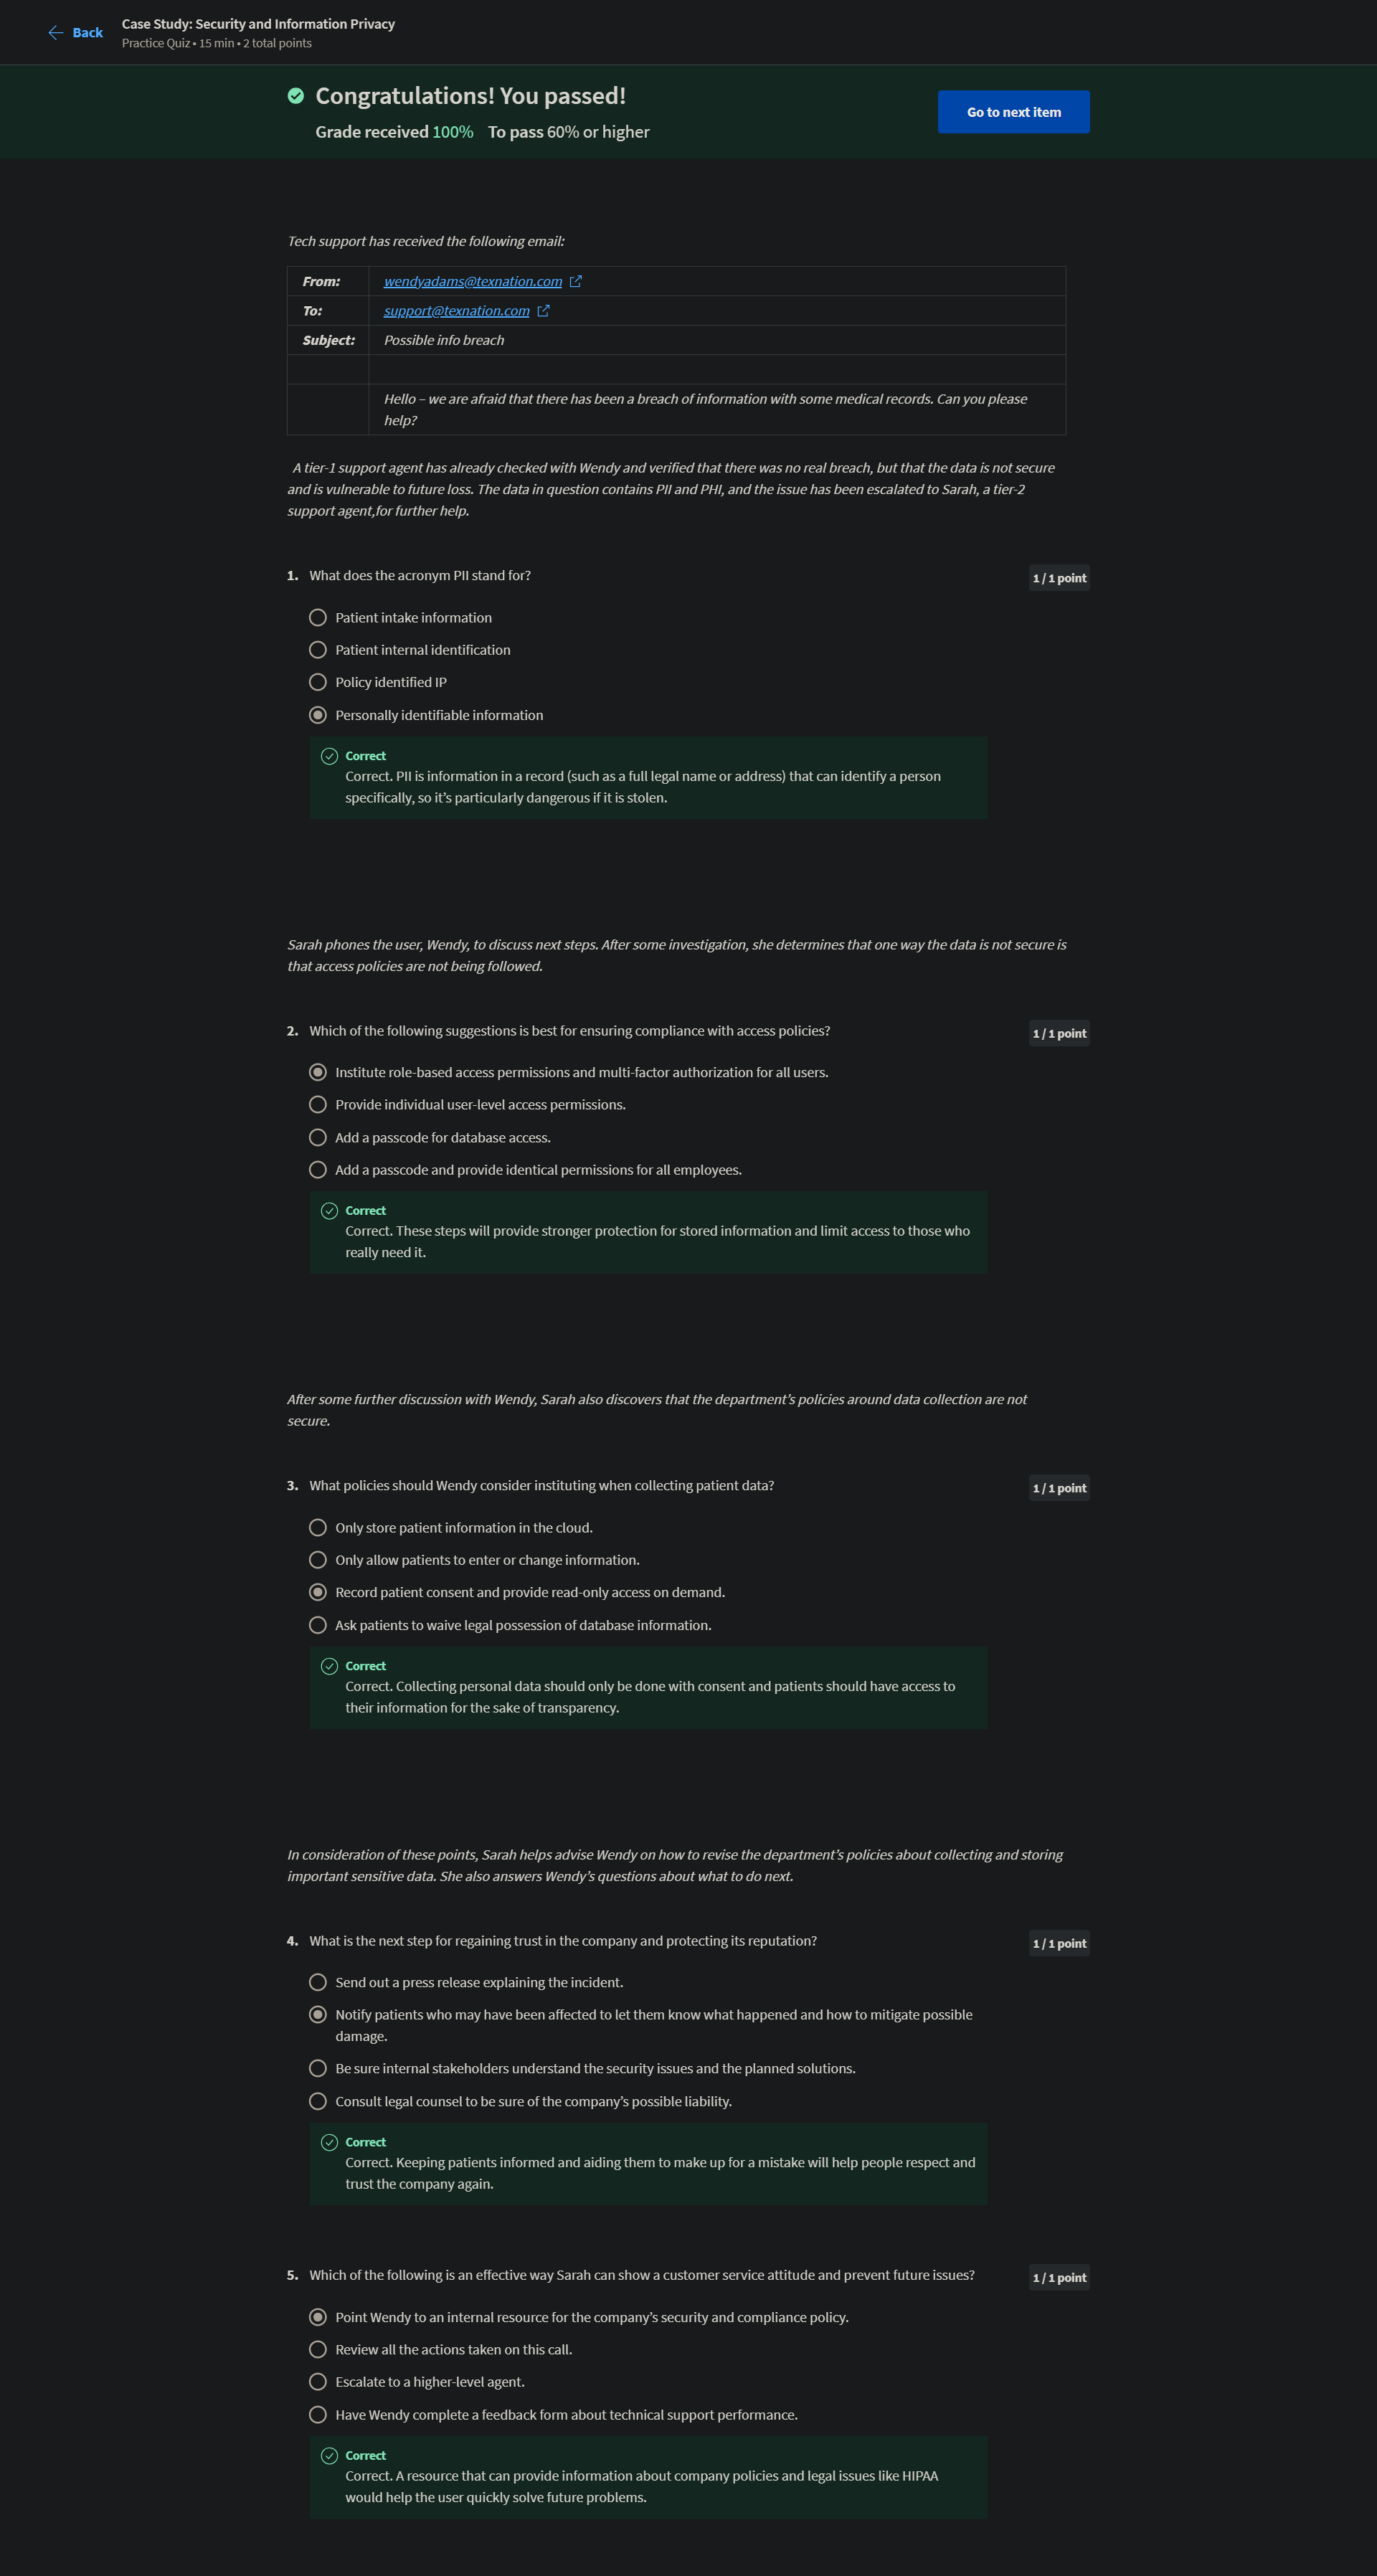 Back
Case Study: Security and Information Privacy
Practice Quiz • 15 min • 2 total points
Congratulations! You passed!
Grade received 100% To pass 60% or higher
Go to next item
Tech support has received the following email:
From: wendyadams@texnation.com
To: support@texnation.com
Subject: Possible info breach
Hello – we are afraid that there has been a breach of information with some medical records. Can you please
help?
A tier-1 support agent has already checked with Wendy and verified that there was no real breach, but that the data is not secure
and is vulnerable to future loss. The data in question contains PII and PHI, and the issue has been escalated to Sarah, a tier-2
support agent,for further help.
1. What does the acronym PII stand for?
1 / 1 point
Patient intake information
Patient internal identification
Policy identified IP
Personally identifiable information
Correct
Correct. PII is information in a record (such as a full legal name or address) that can identify a person
specifically, so it’s particularly dangerous if it is stolen.
Sarah phones the user, Wendy, to discuss next steps. After some investigation, she determines that one way the data is not secure is
that access policies are not being followed.
2. Which of the following suggestions is best for ensuring compliance with access policies?
1 / 1 point
Institute role-based access permissions and multi-factor authorization for all users.
Provide individual user-level access permissions.
Add a passcode for database access.
Add a passcode and provide identical permissions for all employees.
Correct
Correct. These steps will provide stronger protection for stored information and limit access to those who
really need it.
After some further discussion with Wendy, Sarah also discovers that the department’s policies around data collection are not
secure.
3. What policies should Wendy consider instituting when collecting patient data?
1 / 1 point
Only store patient information in the cloud.
Only allow patients to enter or change information.
Record patient consent and provide read-only access on demand.
Ask patients to waive legal possession of database information.
Correct
Correct. Collecting personal data should only be done with consent and patients should have access to
their information for the sake of transparency.
In consideration of these points, Sarah helps advise Wendy on how to revise the department’s policies about collecting and storing
important sensitive data. She also answers Wendy’s questions about what to do next.
4. What is the next step for regaining trust in the company and protecting its reputation?
1 / 1 point
Send out a press release explaining the incident.
Notify patients who may have been affected to let them know what happened and how to mitigate possible
damage.
Be sure internal stakeholders understand the security issues and the planned solutions.
Consult legal counsel to be sure of the company’s possible liability.
Correct
Correct. Keeping patients informed and aiding them to make up for a mistake will help people respect and
trust the company again.
5. Which of the following is an effective way Sarah can show a customer service attitude and prevent future issues?
1 / 1 point
Point Wendy to an internal resource for the company’s security and compliance policy.
Review all the actions taken on this call.
Escalate to a higher-level agent.
Have Wendy complete a feedback form about technical support performance.
Correct
Correct. A resource that can provide information about company policies and legal issues like HIPAA
would help the user quickly solve future problems.